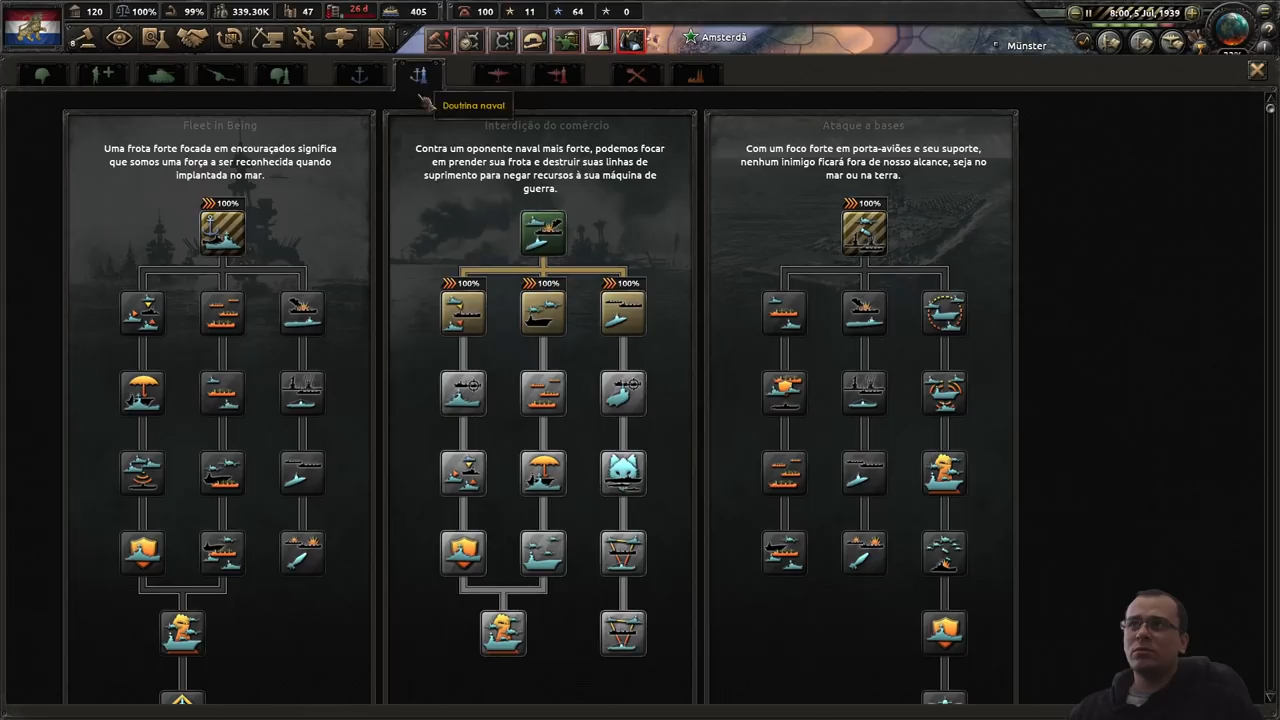 120
100%
99%
339.30K
47
26 d
405
100
11
64
0
8:00, 5 Jul, 1939
8
Amsterdã
Münster
Doutrina naval
Fleet in Being
Uma frota forte focada em encouraçados significa
que somos uma força a ser reconhecida quando
implantada no mar.
100%
Interdição do comércio
Contra um oponente naval mais forte, podemos focar
em prender sua frota e destruir suas linhas de
suprimento para negar recursos à sua máquina de
guerra.
100%
100%
100%
Ataque a bases
Com um foco forte em porta-aviões e seu suporte,
nenhum inimigo ficará fora de nosso alcance, seja no
mar ou na terra.
100%